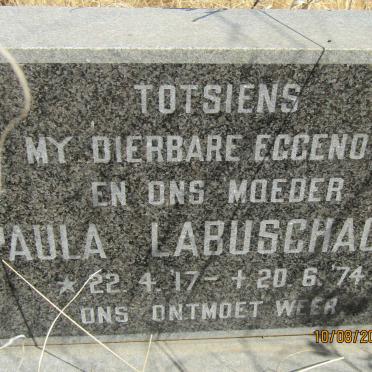 TOTSIENS
MY DIERBARE EGGENO
EN ONS MOEDER
PAULA LABUSCHAG
* 22. 4. '17 - + 20. 6. '74
ONS ONTMOET WEER
10/08/20